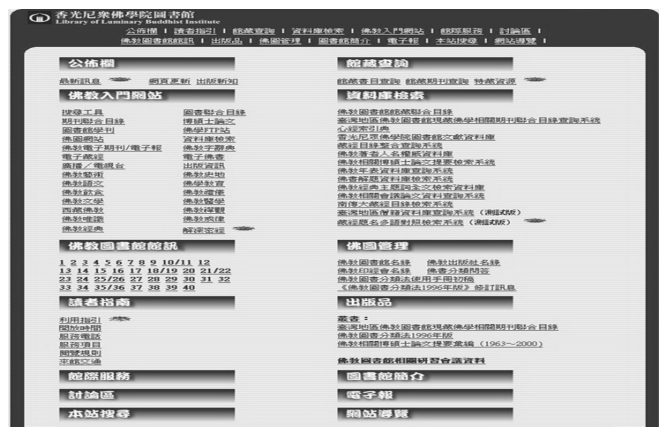 香光尼眾佛學院圖書館
Library of Luminary Buddhist Institute
公佈欄 | 讀者指引 | 館藏查詢 | 資料庫檢索 | 佛教入門網站 | 館際服務 | 討論區 |
佛教圖書館館訊 | 出版品 | 佛圖管理 | 圖書館簡介 | 電子報 | 本站搜尋 | 網站導覽 |
公佈欄
最新訊息 網頁更新 出版新知
佛教入門網站
搜尋工具 圖書聯合目錄
期刊聯合目錄 博碩士論文
圖書館學刊 佛學FTP站
佛圖網站 資料庫檢索
佛教電子期刊/電子報 佛教字辭典
電子藏經 電子佛書
廣播/電視台 出版資訊
佛教藝術 佛教史地
佛教語文 佛學教育
佛教飲食 佛教禮儀
佛教文學 佛教醫學
西藏佛教 佛教禪觀
佛教唯識 佛教戒律
佛教經典 解深密經
佛教圖書館館訊
1 2 3 4 5 6 7 8 9 10/11 12
13 14 15 16 17 18/19 20 21/22
23 24 25/26 27 28 29 30 31 32
33 34 35/36 37 38 39 40
讀者指南
利用指引
開放時間
服務電話
服務項目
閱覽規則
來館交通
館際服務
討論區
本站搜尋
館藏查詢
館藏書目查詢 館藏期刊查詢 特藏資源
資料庫檢索
佛教圖書館館藏聯合目錄
臺灣地區佛教圖書館現藏佛學相關期刊聯合目錄查詢系統
心經索引典
香光尼眾佛學院圖書館文獻資料庫
藏經目錄整合查詢系統
佛教著者人名權威資料庫
佛教相關博碩士論文提要檢索系統
佛教年表資料庫查詢系統
佛書解題資料庫檢索系統
佛教經典主題詞全文檢索資料庫
佛教相關會議論文資料查詢系統
南傳大藏經目錄檢索系統
臺灣地區僧籍資料庫查詢系統 (測試版)
藏經題名多語對照檢索系統 (測試版)
佛圖管理
佛教圖書館名錄 佛教出版社名錄
佛教印經會名錄 佛書分類問答
佛教圖書分類法使用手冊初稿
《佛教圖書分類法1996年版》修訂訊息
出版品
叢書：
臺灣地區佛教圖書館現藏佛學相關期刊聯合目錄
佛教圖書分類法1996年版
佛教相關博碩士論文提要彙編 (1963～2000)
佛教圖書館相關研習會議資料
圖書館簡介
電子報
網站導覽